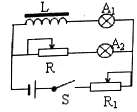 L A₁
R A₂
S R₁